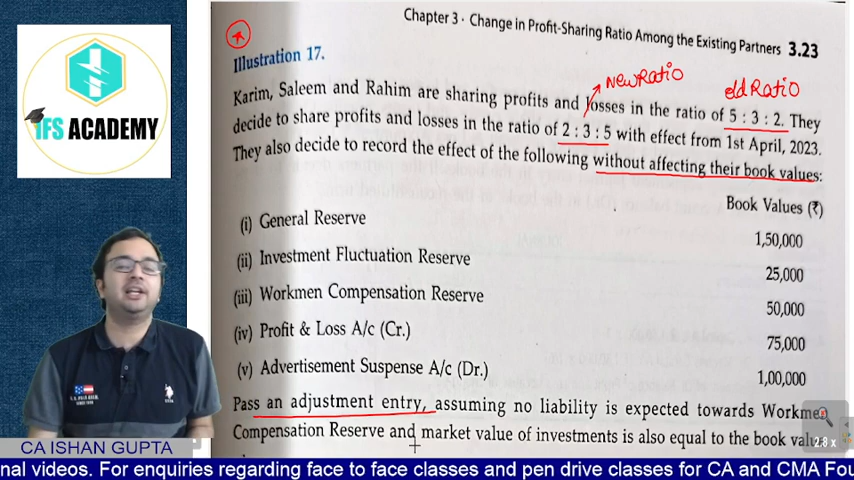 Chapter 3 · Change in Profit-Sharing Ratio Among the Existing Partners 3.23
Illustration 17.
New Ratio
old Ratio
Karim, Saleem and Rahim are sharing profits and losses in the ratio of 5 : 3 : 2. They
decide to share profits and losses in the ratio of 2 : 3 : 5 with effect from 1st April, 2023.
They also decide to record the effect of the following without affecting their book values:
Book Values (₹)
(i) General Reserve 1,50,000
(ii) Investment Fluctuation Reserve 25,000
(iii) Workmen Compensation Reserve 50,000
(iv) Profit & Loss A/c (Cr.) 75,000
(v) Advertisement Suspense A/c (Dr.) 1,00,000
Pass an adjustment entry, assuming no liability is expected towards Workmen
Compensation Reserve and market value of investments is also equal to the book value
2.8 x
IFS ACADEMY
U.S. POLO ASSN.
CA ISHAN GUPTA
nal videos. For enquiries regarding face to face classes and pen drive classes for CA and CMA Fou